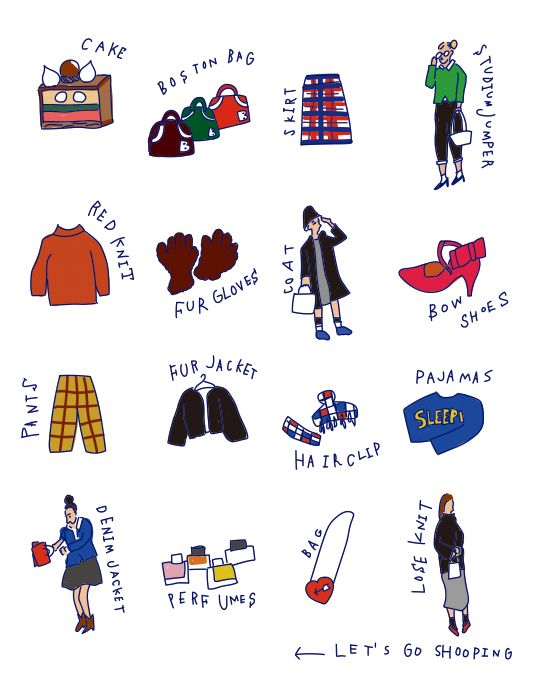 CAKE
BOSTON BAG
B
SKIRT
STUDIUM JUMPER
RED KNIT
FUR GLOVES
COAT
BOW SHOES
PANTS
FUR JACKET
HAIRCLIP
PAJAMAS
SLEEP!
DENIM JACKET
PERFUMES
BAG
LOSE KNIT
← LET'S GO SHOOPING